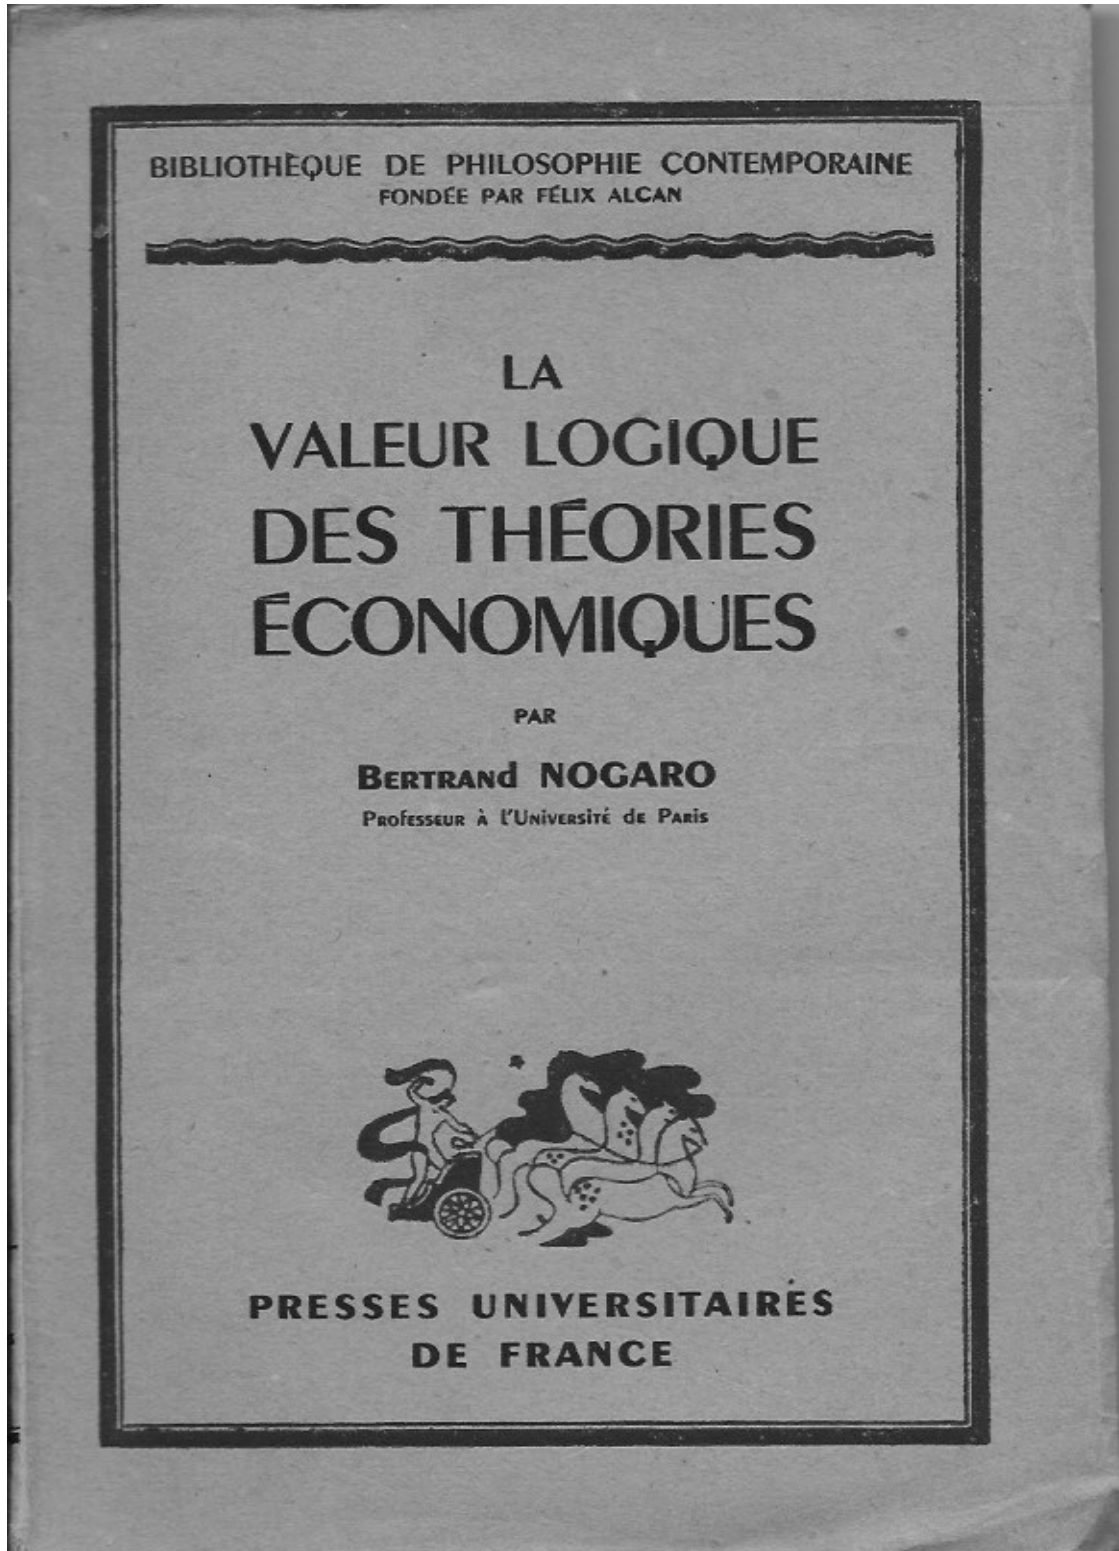 BIBLIOTHÈQUE DE PHILOSOPHIE CONTEMPORAINE
FONDÉE PAR FÉLIX ALCAN
LA
VALEUR LOGIQUE
DES THÉORIES
ÉCONOMIQUES
PAR
BERTRANd NOGARO
PRofEssEUR À l'UNiVERsiTÉ dE PARis
PRESSES UNIVERSITAIRES
DE FRANCE